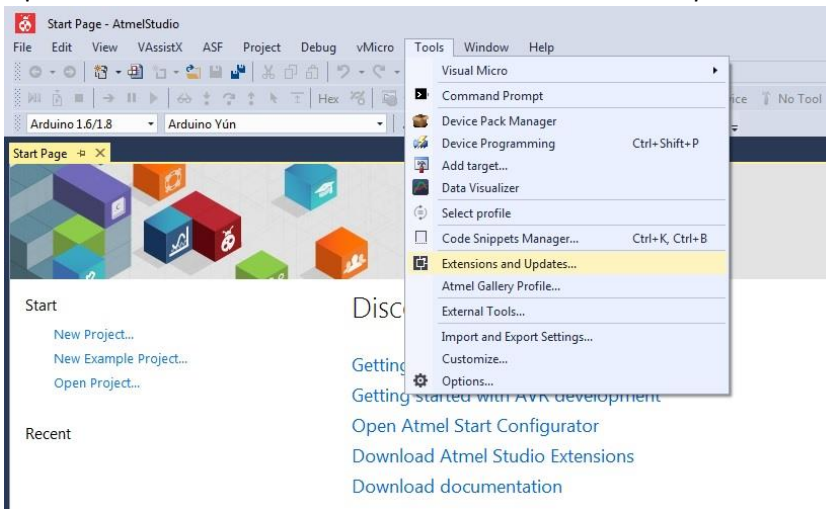 Start Page - AtmelStudio
File Edit View VAssistX ASF Project Debug vMicro Tools Window Help
Hex
No Tool
Arduino 1.6/1.8 Arduino Yún
Start Page
Visual Micro
Command Prompt
Device Pack Manager
Device Programming Ctrl+Shift+P
Add target...
Data Visualizer
Select profile
Code Snippets Manager... Ctrl+K, Ctrl+B
Extensions and Updates...
Atmel Gallery Profile...
External Tools...
Import and Export Settings...
Customize...
Options...
Start
New Project...
New Example Project...
Open Project...
Recent
Disc
Getting
Getting started with AVR development
Open Atmel Start Configurator
Download Atmel Studio Extensions
Download documentation